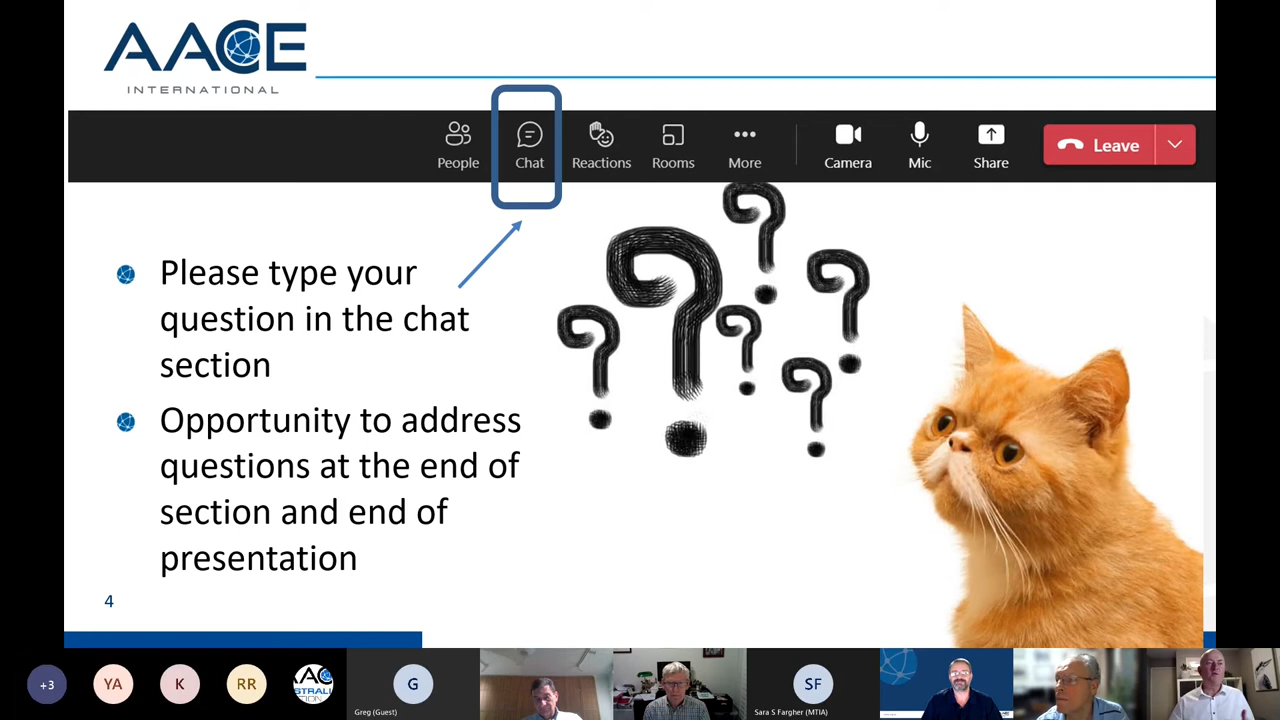 AACE
INTERNATIONAL
People
Chat
Reactions
Rooms
More
Camera
Mic
Share
Leave
? ? ? ? ? ?
Please type your
question in the chat
section
Opportunity to address
questions at the end of
section and end of
presentation
4
+3
YA
K
RR
G
Greg (Guest)
SF
Sara S Fargher (MTIA)